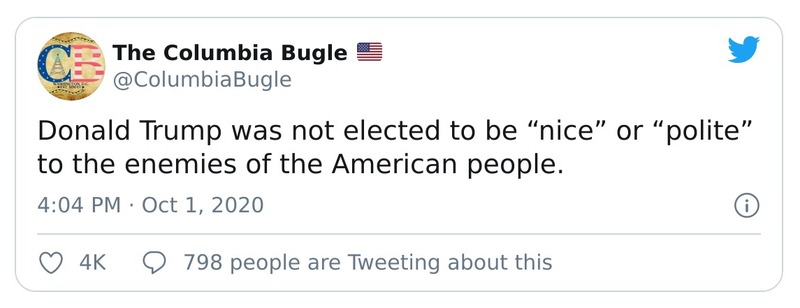 The Columbia Bugle 🇺🇸
@ColumbiaBugle
Donald Trump was not elected to be “nice” or “polite”
to the enemies of the American people.
4:04 PM · Oct 1, 2020
4K 798 people are Tweeting about this